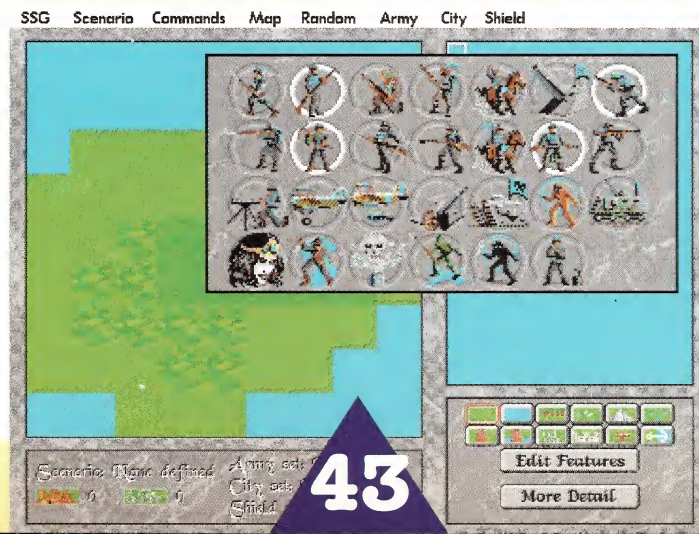 SSG Scenario Commands Map Random Army City Shield
Edit Features
More Detail
Scenario: None defined
0 0
Army set:
City set:
Shield
43